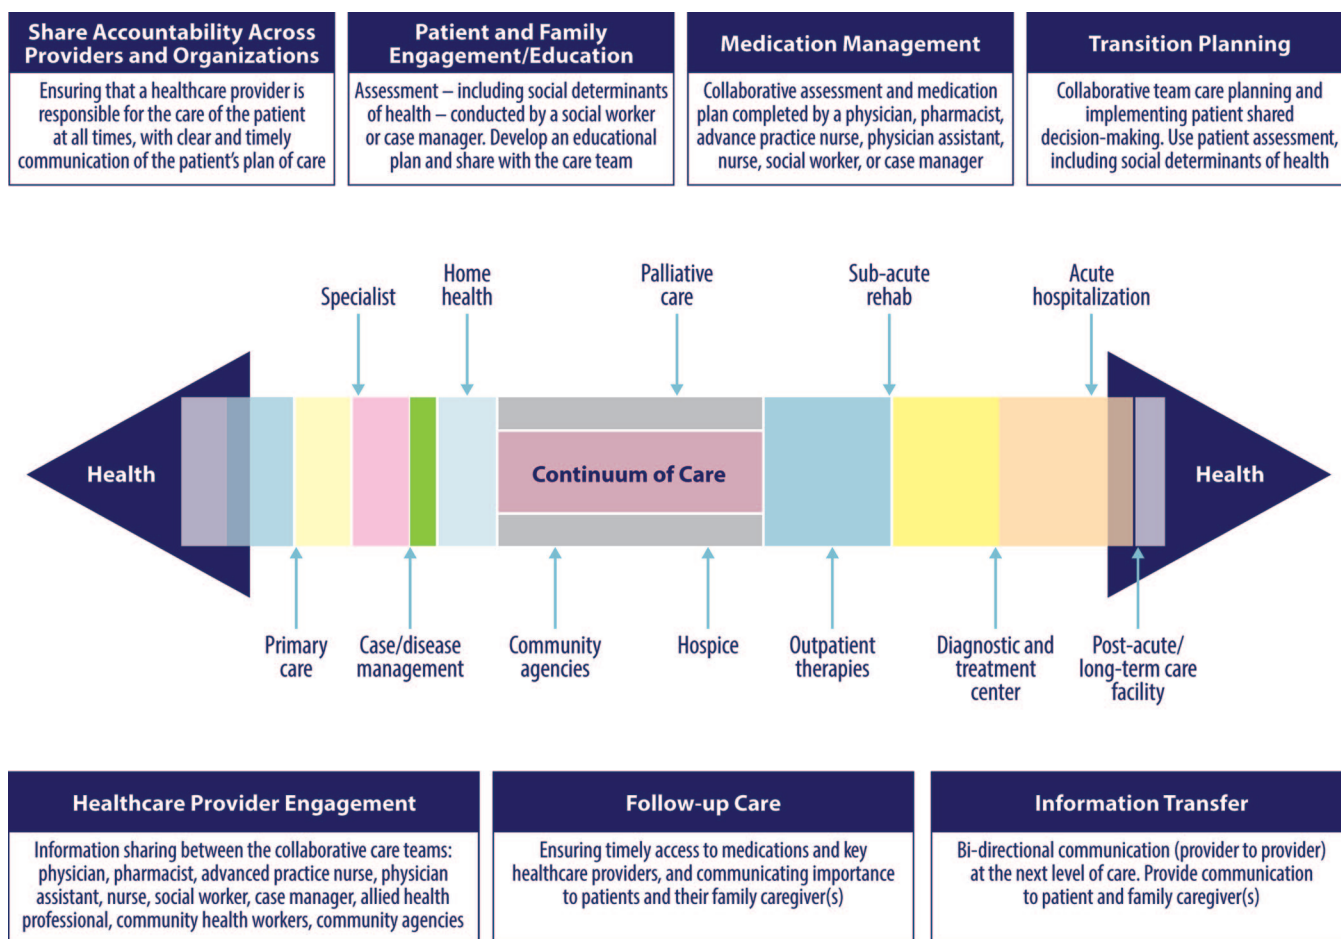 Share Accountability Across
Providers and Organizations
Ensuring that a healthcare provider is
responsible for the care of the patient
at all times, with clear and timely
communication of the patient's plan of care
Patient and Family
Engagement/Education
Assessment – including social determinants
of health – conducted by a social worker
or case manager. Develop an educational
plan and share with the care team
Medication Management
Collaborative assessment and medication
plan completed by a physician, pharmacist,
advance practice nurse, physician assistant,
nurse, social worker, or case manager
Transition Planning
Collaborative team care planning and
implementing patient shared
decision-making. Use patient assessment,
including social determinants of health
Specialist
Home
health
Palliative
care
Sub-acute
rehab
Acute
hospitalization
Health
Continuum of Care
Health
Primary
care
Case/disease
management
Community
agencies
Hospice
Outpatient
therapies
Diagnostic and
treatment
center
Post-acute/
long-term care
facility
Healthcare Provider Engagement
Information sharing between the collaborative care teams:
physician, pharmacist, advanced practice nurse, physician
assistant, nurse, social worker, case manager, allied health
professional, community health workers, community agencies
Follow-up Care
Ensuring timely access to medications and key
healthcare providers, and communicating importance
to patients and their family caregiver(s)
Information Transfer
Bi-directional communication (provider to provider)
at the next level of care. Provide communication
to patient and family caregiver(s)